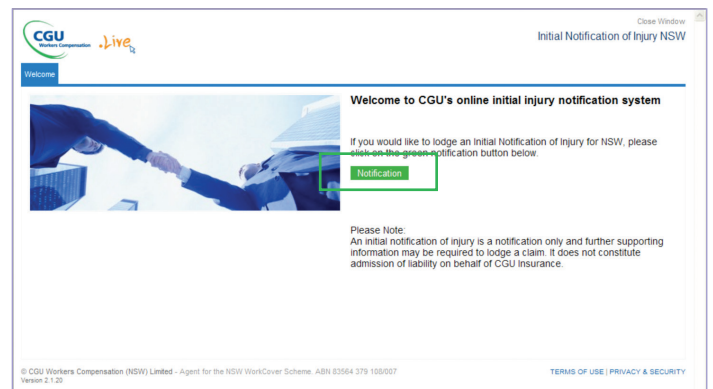 Close Window
CGU
Workers Compensation
.Live
Initial Notification of Injury NSW
Welcome
Welcome to CGU's online initial injury notification system
If you would like to lodge an Initial Notification of Injury for NSW, please
click on the green notification button below.
Notification
Please Note:
An initial notification of injury is a notification only and further supporting
information may be required to lodge a claim. It does not constitute
admission of liability on behalf of CGU Insurance.
© CGU Workers Compensation (NSW) Limited - Agent for the NSW WorkCover Scheme. ABN 83564 379 108/007
TERMS OF USE | PRIVACY & SECURITY
Version 2.1.20